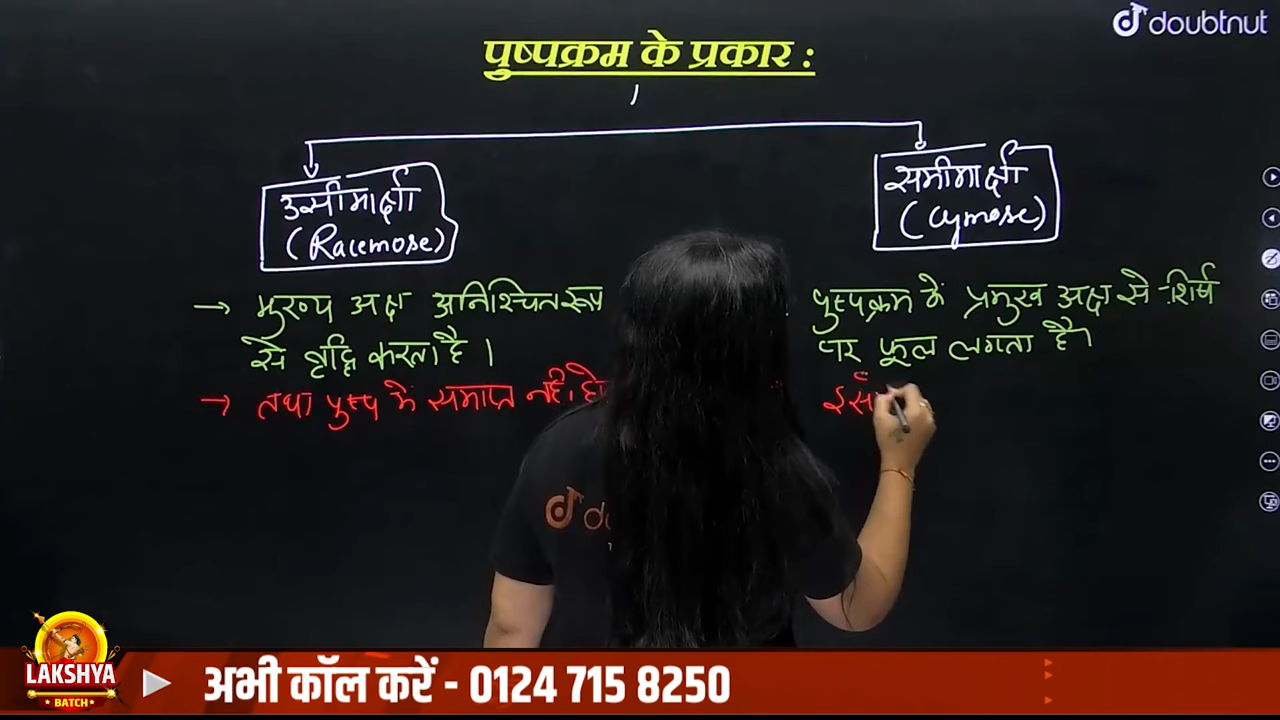 doubtnut
पुष्पक्रम के प्रकार :
उसीमाक्षी
(Racemose)
ससीमाक्षी
(Cymose)
→ मुख्य अक्ष अनिश्चित रूप
से वृद्धि करता है ।
→ तथा पुष्प में समाप्त नहीं
पुष्पक्रम के प्रमुख अक्ष से शिर्ष
पर फूल लगता है।
LAKSHYA
BATCH
अभी कॉल करें - 0124 715 8250